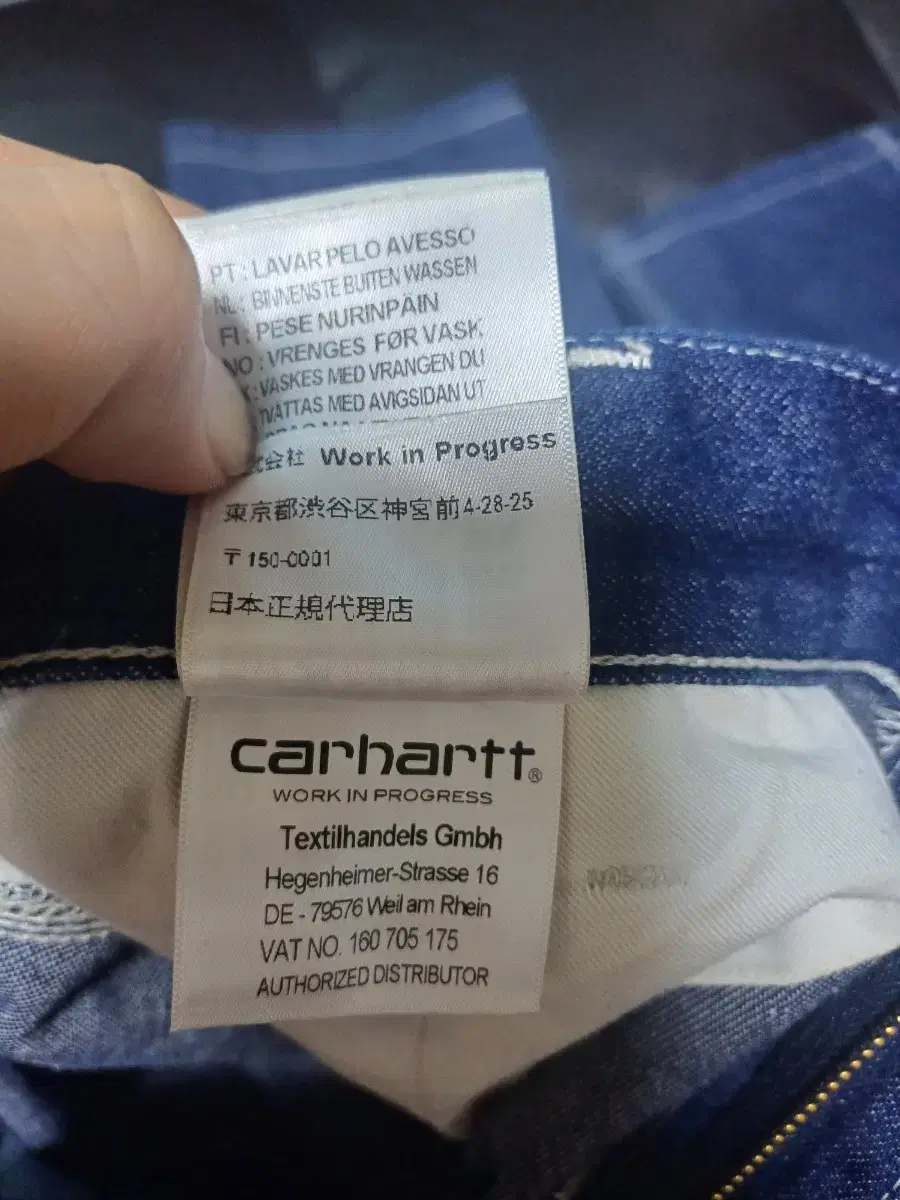 PT : LAVAR PELO AVESSO
NL : BINNENSTE BUITEN WASSEN
FI : PESE NURINPAIN
NO : VRENGES FØR VASK
: VASKES MED VRANGEN DU
TVÄTTAS MED AVIGSIDAN UT
会社 Work in Progress
東京都渋谷区神宮前4-28-25
〒150-0001
日本正規代理店
carhartt®
WORK IN PROGRESS
Textilhandels Gmbh
Hegenheimer-Strasse 16
DE - 79576 Weil am Rhein
VAT NO. 160 705 175
AUTHORIZED DISTRIBUTOR